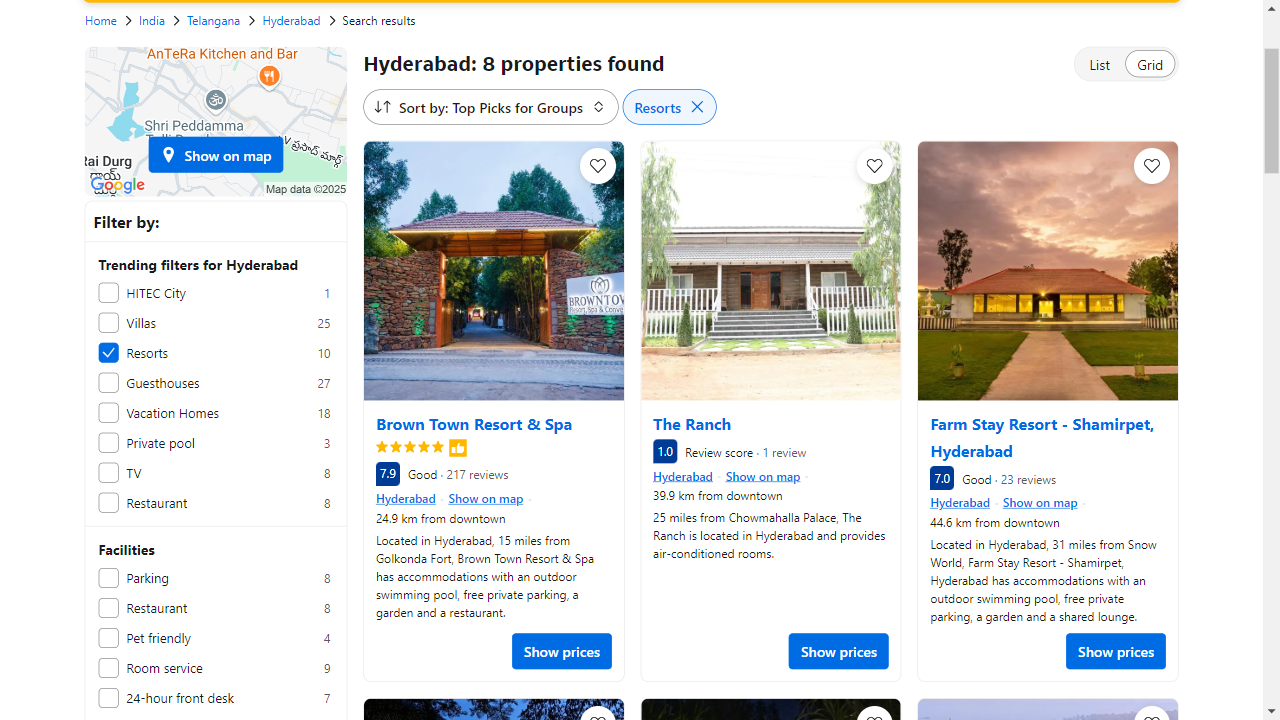 Home
India
Telangana
Hyderabad
Search results
AnTeRa Kitchen and Bar
Shri Peddamma
Rai Durg
Show on map
Google
Map data ©2025
Filter by:
Trending filters for Hyderabad
HITEC City 1
Villas 25
Resorts 10
Guesthouses 27
Vacation Homes 18
Private pool 3
TV 8
Restaurant 8
Facilities
Parking 8
Restaurant 8
Pet friendly 4
Room service 9
24-hour front desk 7
Hyderabad: 8 properties found
List
Grid
Sort by: Top Picks for Groups
Resorts
BROWNTOW
Resort, Spa & Conve
Brown Town Resort & Spa
7.9 Good · 217 reviews
Hyderabad · Show on map ·
24.9 km from downtown
Located in Hyderabad, 15 miles from
Golkonda Fort, Brown Town Resort & Spa
has accommodations with an outdoor
swimming pool, free private parking, a
garden and a restaurant.
Show prices
The Ranch
1.0 Review score · 1 review
Hyderabad · Show on map ·
39.9 km from downtown
25 miles from Chowmahalla Palace, The
Ranch is located in Hyderabad and provides
air-conditioned rooms.
Show prices
Farm Stay Resort - Shamirpet,
Hyderabad
7.0 Good · 23 reviews
Hyderabad · Show on map ·
44.6 km from downtown
Located in Hyderabad, 31 miles from Snow
World, Farm Stay Resort - Shamirpet,
Hyderabad has accommodations with an
outdoor swimming pool, free private
parking, a garden and a shared lounge.
Show prices